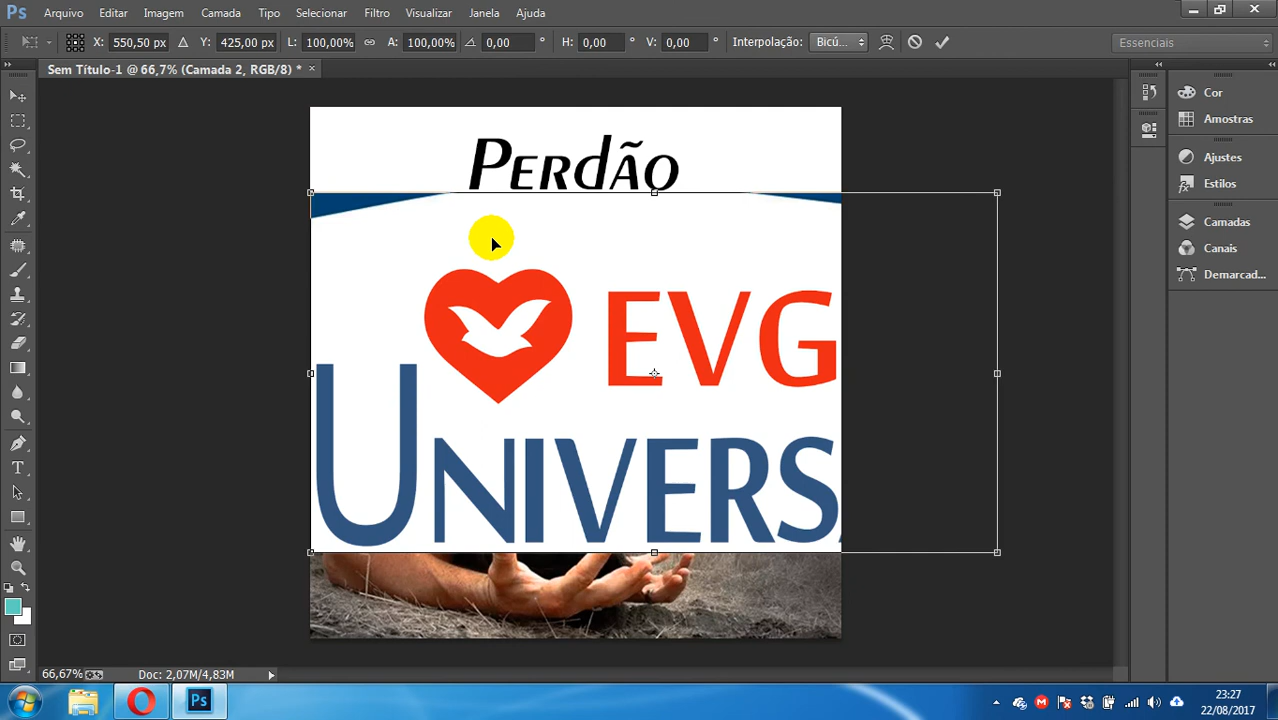 Ps Arquivo Editar Imagem Camada Tipo Selecionar Filtro Visualizar Janela Ajuda
X: 550,50 px Y: 425,00 px L: 100,00% A: 100,00% 0,00 ° H: 0,00 ° V: 0,00 ° Interpolação: Bicú... Essenciais
Sem Título-1 @ 66,7% (Camada 2, RGB/8) * ×
Cor
Amostras
Ajustes
Estilos
Camadas
Canais
Demarcad...
PERdÃO
EVG
UNIVERS
66,67% Doc: 2,07M/4,83M
Ps
23:27
22/08/2017